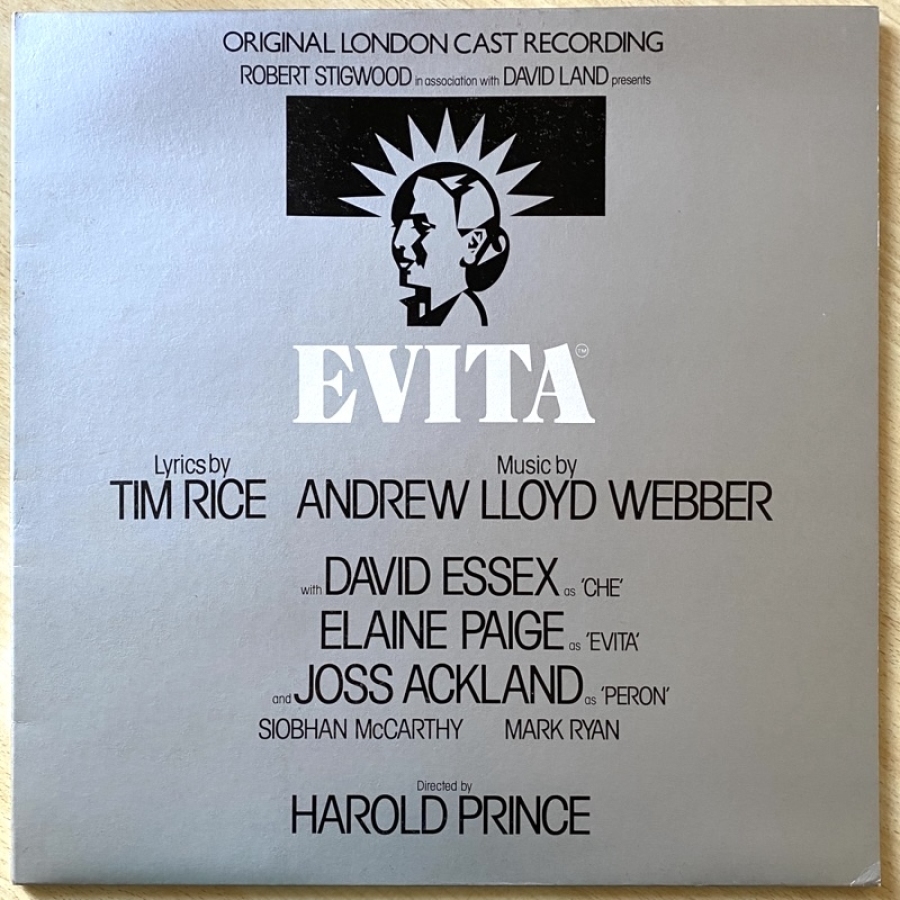 ORIGINAL LONDON CAST RECORDING
ROBERT STIGWOOD in association with DAVID LAND presents
EVITA TM
Lyrics by Music by
TIM RICE ANDREW LLOYD WEBBER
with DAVID ESSEX as 'CHE'
ELAINE PAIGE as 'EVITA'
and JOSS ACKLAND as 'PERON'
SIOBHAN McCARTHY MARK RYAN
Directed by
HAROLD PRINCE